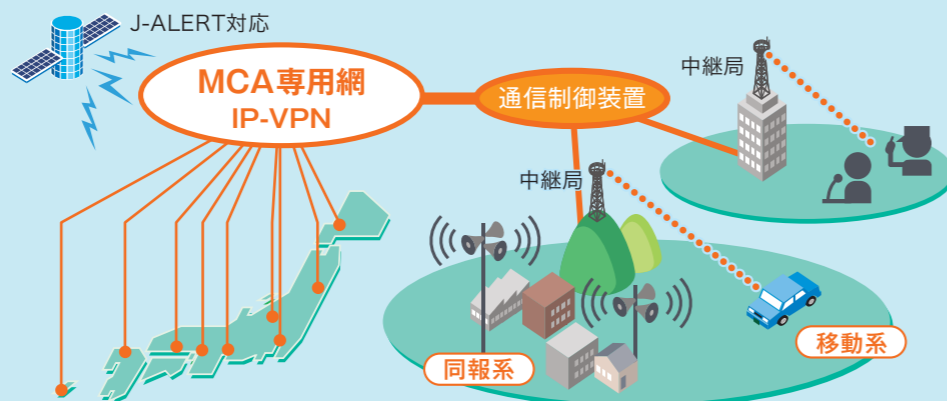 J-ALERT対応
MCA専用網
IP-VPN
通信制御装置
中継局
中継局
同報系
移動系